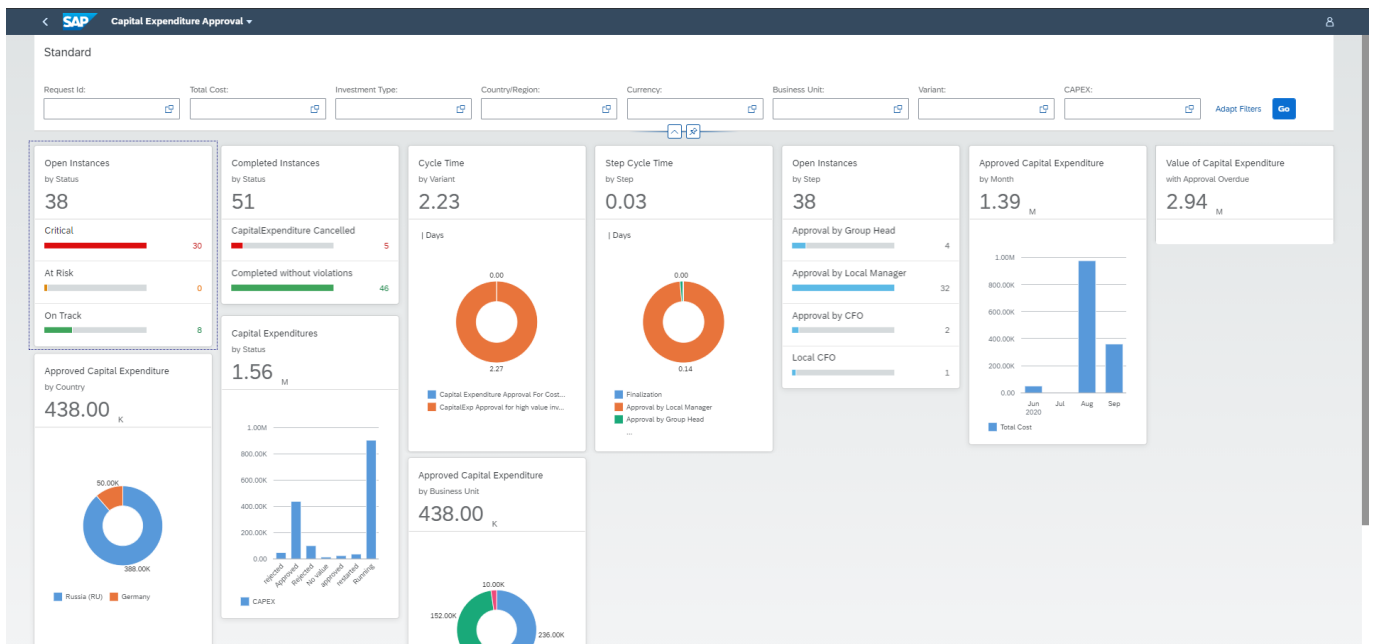 SAP Capital Expenditure Approval
Standard
Request Id: Total Cost: Investment Type: Country/Region: Currency: Business Unit: Variant: CAPEX:
Adapt Filters Go
Open Instances
by Status
38
Critical
30
At Risk
0
On Track
8
Approved Capital Expenditure
by Country
438.00 K
50.00K
388.00K
Russia (RU) Germany
Completed Instances
by Status
51
CapitalExpenditure Cancelled
5
Completed without violations
46
Capital Expenditures
by Status
1.56 M
1.00M
800.00K
600.00K
400.00K
200.00K
0.00
rejected Approved Rejected No value approved restarted Running
CAPEX
Cycle Time
by Variant
2.23
| Days
0.00
2.27
Capital Expenditure Approval For Cost...
CapitalExp Approval for high value inv...
Approved Capital Expenditure
by Business Unit
438.00 K
10.00K
152.00K
236.00K
Step Cycle Time
by Step
0.03
| Days
0.00
0.14
Finalization
Approval by Local Manager
Approval by Group Head
...
Open Instances
by Step
38
Approval by Group Head
4
Approval by Local Manager
32
Approval by CFO
2
Local CFO
1
Approved Capital Expenditure
by Month
1.39 M
1.00M
800.00K
600.00K
400.00K
200.00K
0.00
Jun Jul Aug Sep
2020
Total Cost
Value of Capital Expenditure
with Approval Overdue
2.94 M